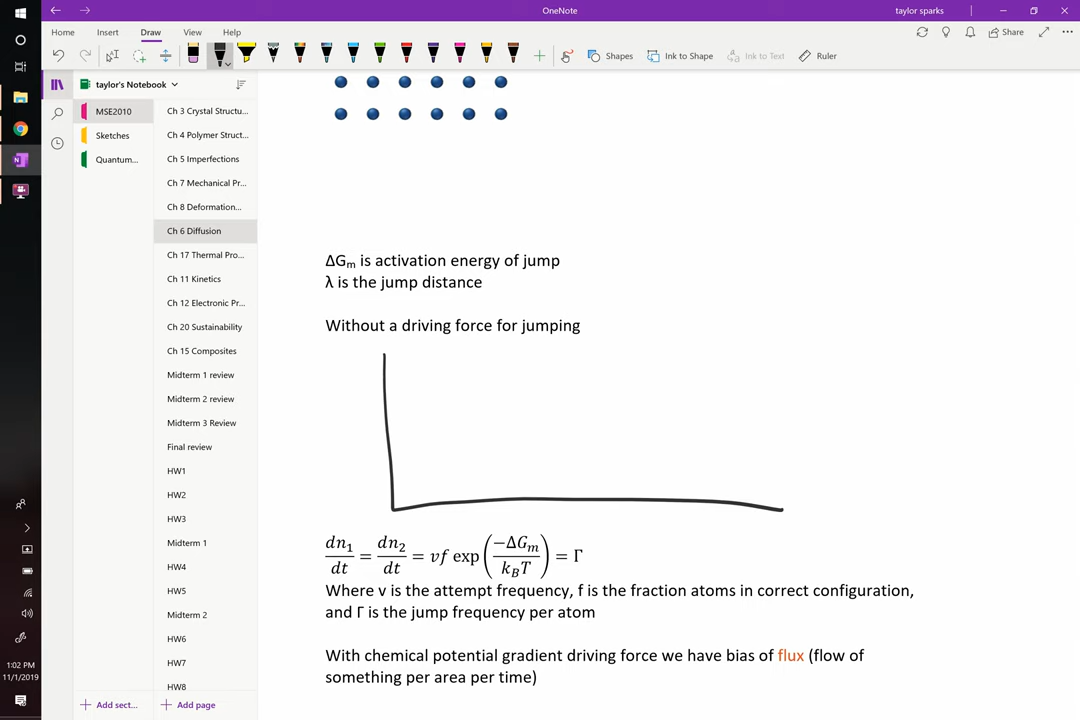 OneNote
taylor sparks
Home Insert Draw View Help
Share
Shapes Ink to Shape Ink to Text Ruler
taylor's Notebook
MSE2010
Sketches
Quantum...
Ch 3 Crystal Structu...
Ch 4 Polymer Struct...
Ch 5 Imperfections
Ch 7 Mechanical Pr...
Ch 8 Deformation...
Ch 6 Diffusion
Ch 17 Thermal Pro...
Ch 11 Kinetics
Ch 12 Electronic Pr...
Ch 20 Sustainability
Ch 15 Composites
Midterm 1 review
Midterm 2 review
Midterm 3 Review
Final review
HW1
HW2
HW3
Midterm 1
HW4
HW5
Midterm 2
HW6
HW7
HW8
Add sect...
Add page
ΔGₘ is activation energy of jump
λ is the jump distance
Without a driving force for jumping
dn₁/dt = dn₂/dt = vf exp(−ΔGₘ/k_BT) = Γ
Where v is the attempt frequency, f is the fraction atoms in correct configuration,
and Γ is the jump frequency per atom
With chemical potential gradient driving force we have bias of flux (flow of
something per area per time)
1:02 PM
11/1/2019